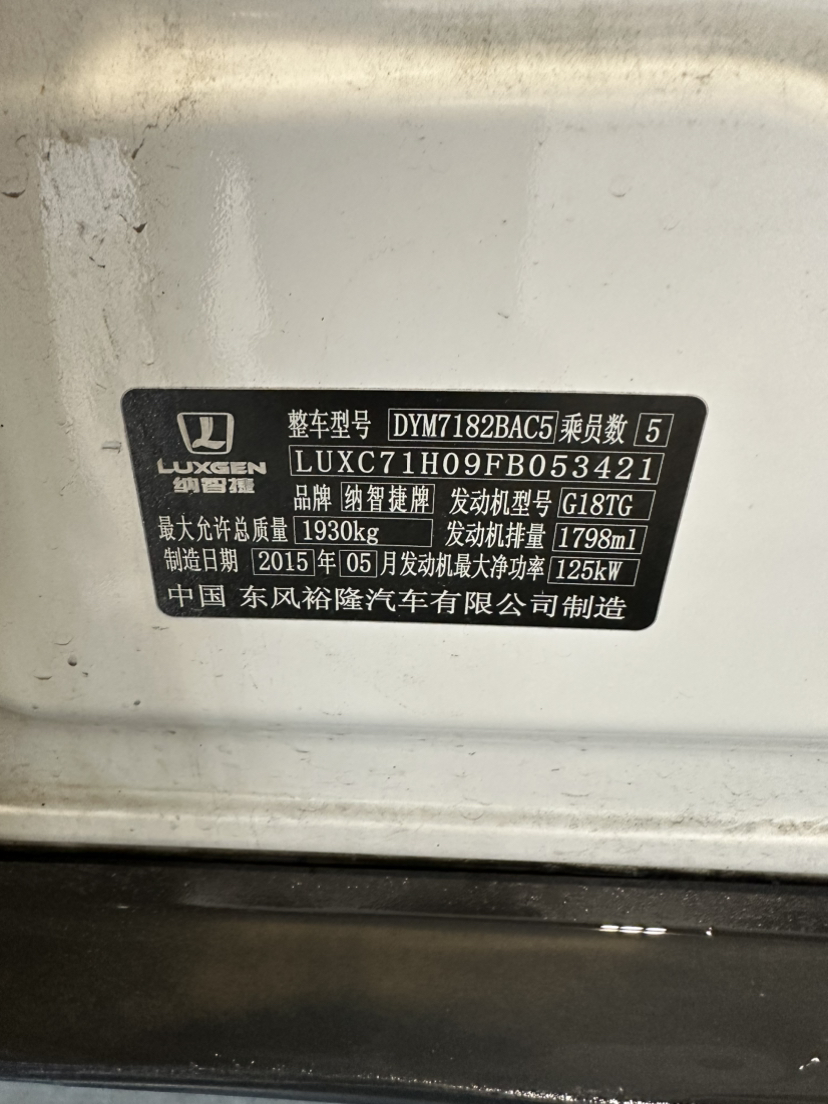 LUXGEN
纳智捷
整车型号 DYM7182BAC5 乘员数 5
LUXC71H09FB053421
品牌 纳智捷牌 发动机型号 G18TG
最大允许总质量 1930kg 发动机排量 1798ml
制造日期 2015 年 05 月 发动机最大净功率 125kW
中国 东风裕隆汽车有限公司制造